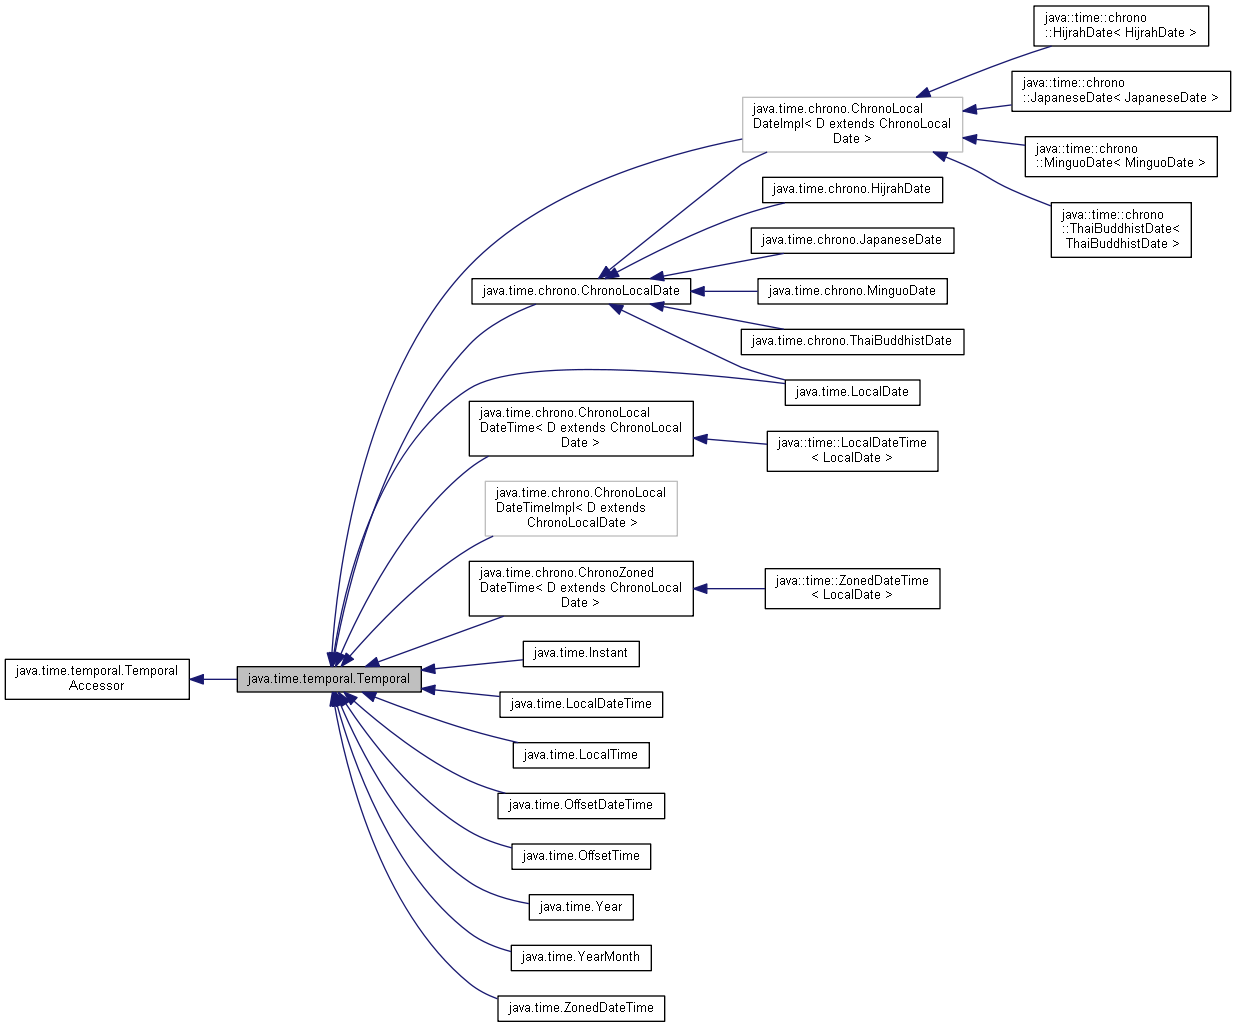 java::time::chrono
::HijrahDate< HijrahDate >
java::time::chrono
::JapaneseDate< JapaneseDate >
java.time.chrono.ChronoLocal
DateImpl< D extends ChronoLocal
Date >
java::time::chrono
::MinguoDate< MinguoDate >
java.time.chrono.HijrahDate
java::time::chrono
::ThaiBuddhistDate<
ThaiBuddhistDate >
java.time.chrono.JapaneseDate
java.time.chrono.ChronoLocalDate
java.time.chrono.MinguoDate
java.time.chrono.ThaiBuddhistDate
java.time.LocalDate
java.time.chrono.ChronoLocal
DateTime< D extends ChronoLocal
Date >
java::time::LocalDateTime
< LocalDate >
java.time.chrono.ChronoLocal
DateTimeImpl< D extends
ChronoLocalDate >
java.time.chrono.ChronoZoned
DateTime< D extends ChronoLocal
Date >
java::time::ZonedDateTime
< LocalDate >
java.time.Instant
java.time.temporal.Temporal
Accessor
java.time.temporal.Temporal
java.time.LocalDateTime
java.time.LocalTime
java.time.OffsetDateTime
java.time.OffsetTime
java.time.Year
java.time.YearMonth
java.time.ZonedDateTime